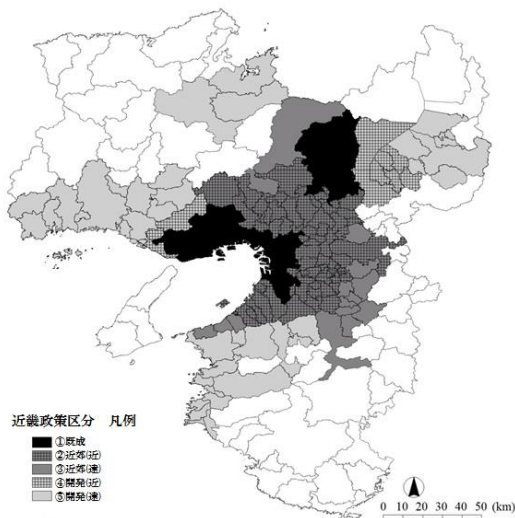 近畿政策区分 凡例
①既成
②近郊(近)
③近郊(遠)
④開発(近)
⑤開発(遠)
0 10 20 30 40 50 (km)